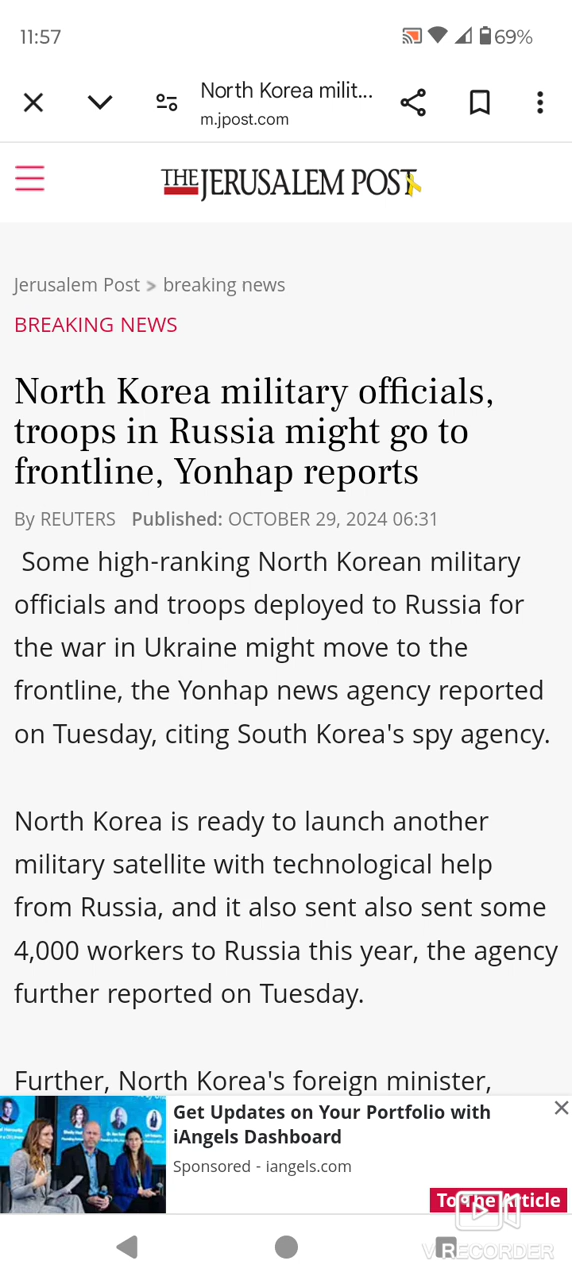 11:57
69%
North Korea milit...
m.jpost.com
THE JERUSALEM POST
Jerusalem Post > breaking news
BREAKING NEWS
North Korea military officials,
troops in Russia might go to
frontline, Yonhap reports
By REUTERS Published: OCTOBER 29, 2024 06:31
Some high-ranking North Korean military
officials and troops deployed to Russia for
the war in Ukraine might move to the
frontline, the Yonhap news agency reported
on Tuesday, citing South Korea's spy agency.
North Korea is ready to launch another
military satellite with technological help
from Russia, and it also sent also sent some
4,000 workers to Russia this year, the agency
further reported on Tuesday.
Further, North Korea's foreign minister,
Get Updates on Your Portfolio with
iAngels Dashboard
Sponsored - iangels.com
To The Article
VRECORDER